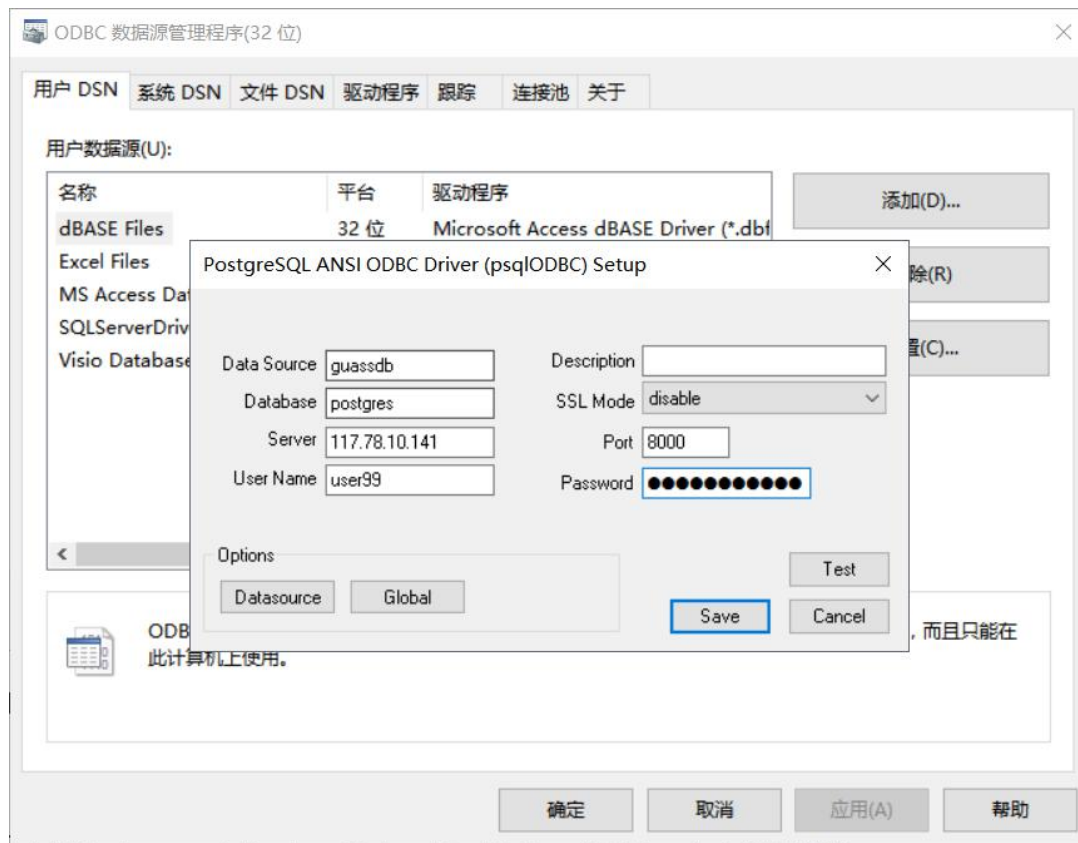 ODBC 数据源管理程序(32 位)
用户 DSN 系统 DSN 文件 DSN 驱动程序 跟踪 连接池 关于
用户数据源(U):
名称 平台 驱动程序
dBASE Files 32 位 Microsoft Access dBASE Driver (*.dbf
添加(D)...
Excel Files
除(R)
MS Access Dat
SQLServerDriv
置(C)...
Visio Database
PostgreSQL ANSI ODBC Driver (psqlODBC) Setup
Data Source guassdb
Description
Database postgres
SSL Mode disable
Server 117.78.10.141
Port 8000
User Name user99
Password ●●●●●●●●●●●
Options
Datasource Global
Test
Save Cancel
ODB
,而且只能在
此计算机上使用。
确定 取消 应用(A) 帮助